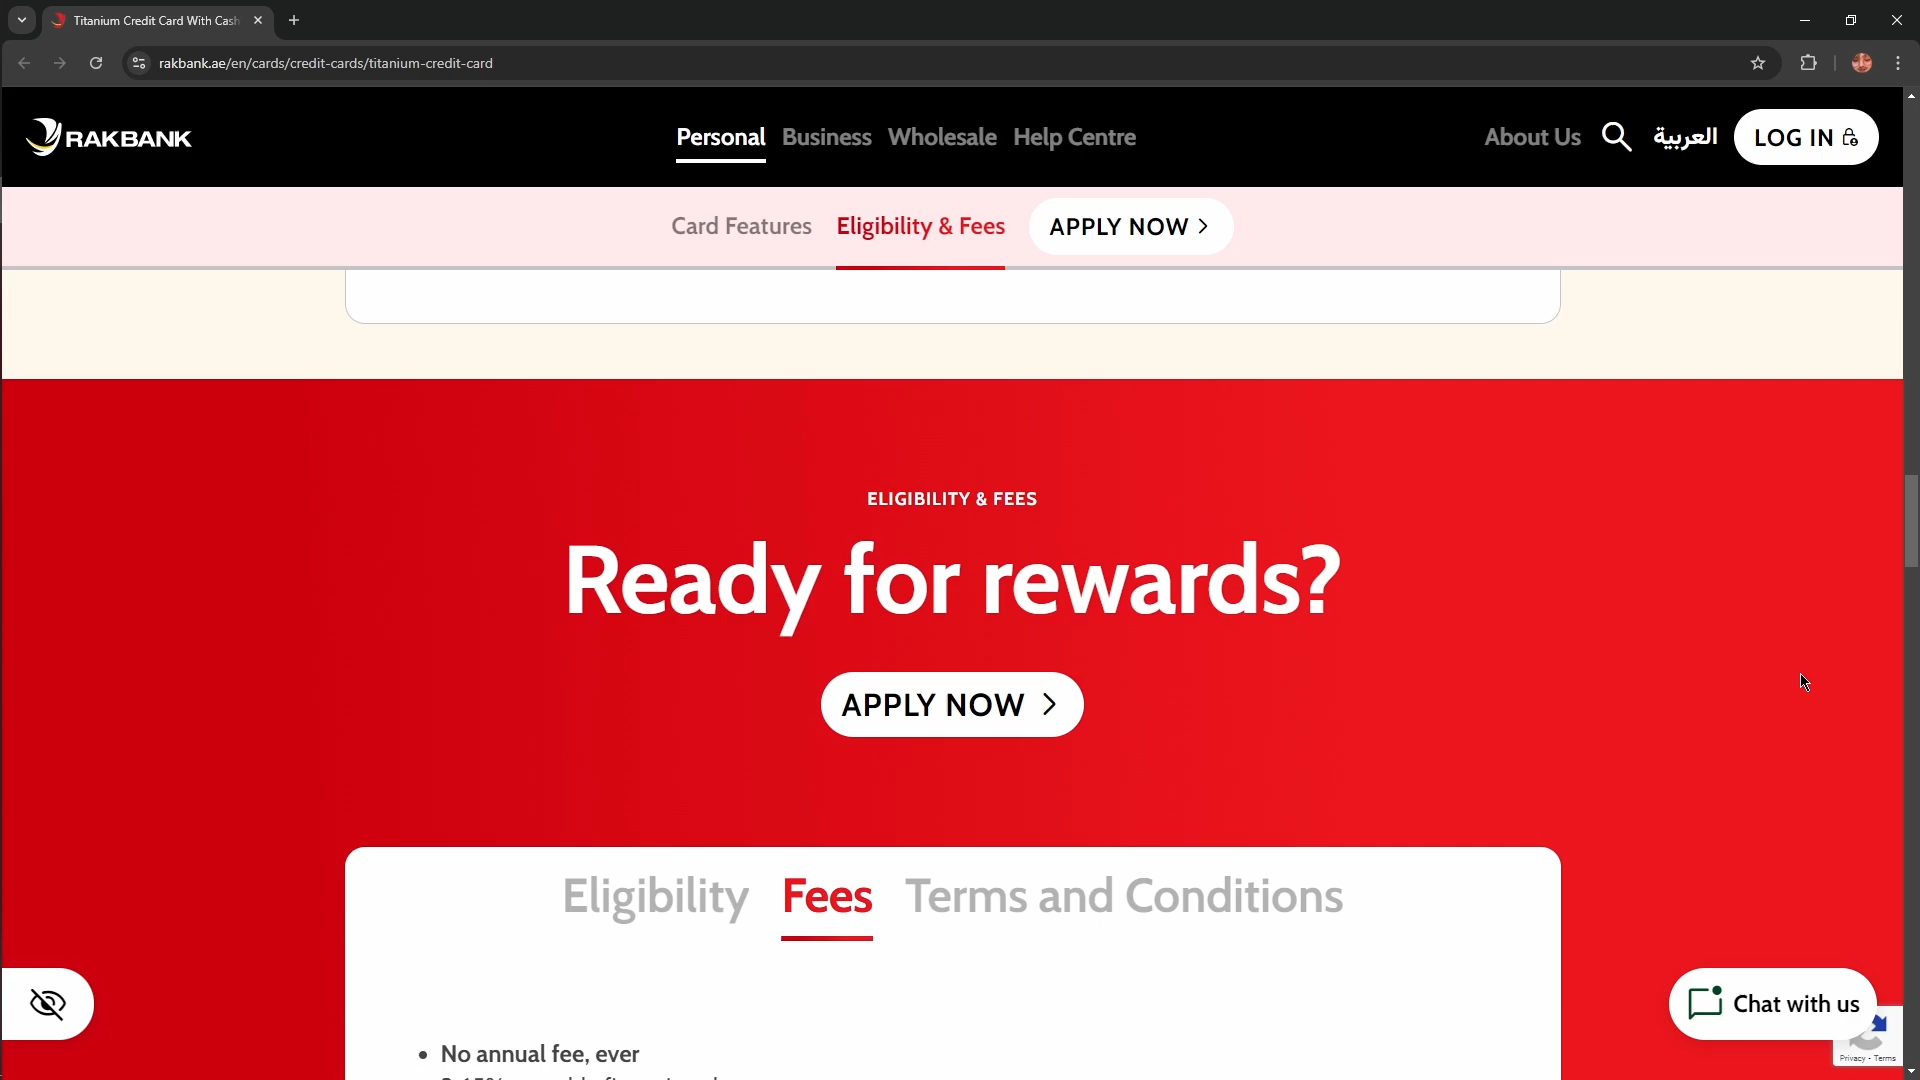 Titanium Credit Card With Cash
rakbank.ae/en/cards/credit-cards/titanium-credit-card
RAKBANK
Personal Business Wholesale Help Centre
About Us العربية LOG IN
Card Features Eligibility & Fees APPLY NOW >
ELIGIBILITY & FEES
Ready for rewards?
APPLY NOW >
Eligibility Fees Terms and Conditions
• No annual fee, ever
Chat with us
Privacy - Terms